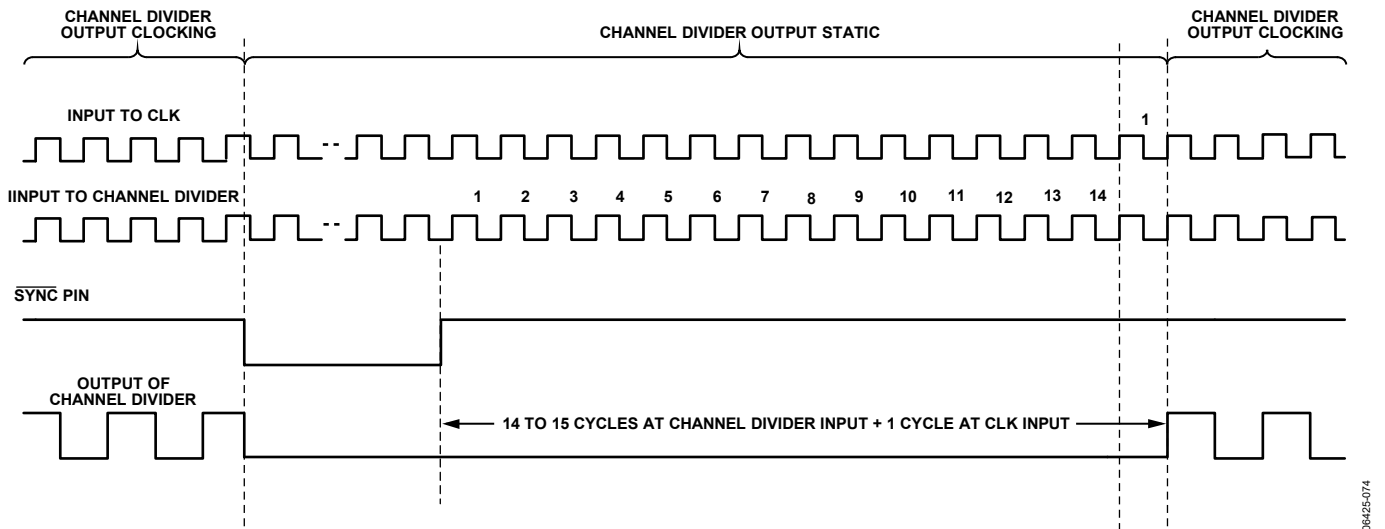 CHANNEL DIVIDER
OUTPUT CLOCKING
CHANNEL DIVIDER OUTPUT STATIC
CHANNEL DIVIDER
OUTPUT CLOCKING
INPUT TO CLK
1
IINPUT TO CHANNEL DIVIDER
1 2 3 4 5 6 7 8 9 10 11 12 13 14
SYNC PIN
OUTPUT OF
CHANNEL DIVIDER
14 TO 15 CYCLES AT CHANNEL DIVIDER INPUT + 1 CYCLE AT CLK INPUT
06425-074